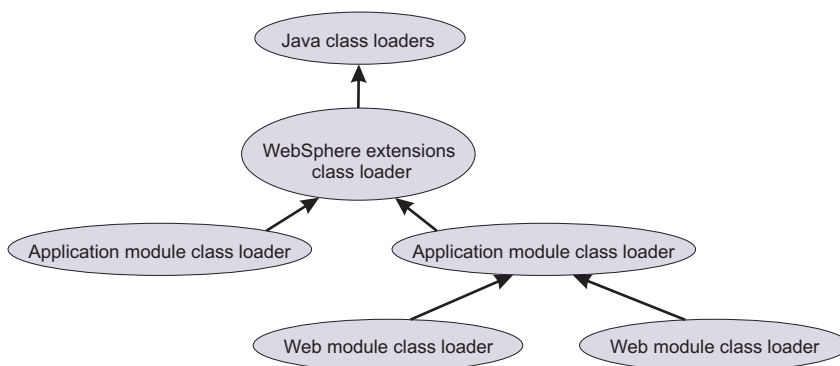 Java class loaders
WebSphere extensions
class loader
Application module class loader
Application module class loader
Web module class loader
Web module class loader